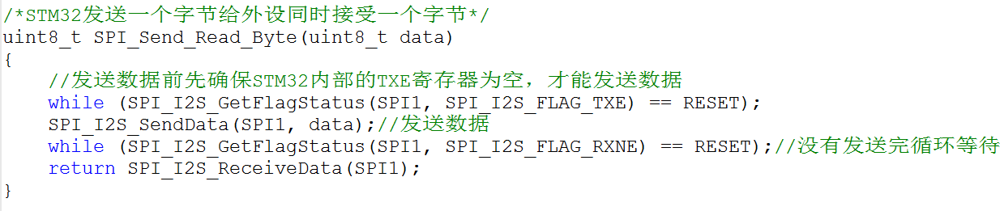 /*STM32发送一个字节给外设同时接受一个字节*/
uint8_t SPI_Send_Read_Byte(uint8_t data)
{
    //发送数据前先确保STM32内部的TXE寄存器为空，才能发送数据
    while (SPI_I2S_GetFlagStatus(SPI1, SPI_I2S_FLAG_TXE) == RESET);
    SPI_I2S_SendData(SPI1, data);//发送数据
    while (SPI_I2S_GetFlagStatus(SPI1, SPI_I2S_FLAG_RXNE) == RESET);//没有发送完循环等待
    return SPI_I2S_ReceiveData(SPI1);
}